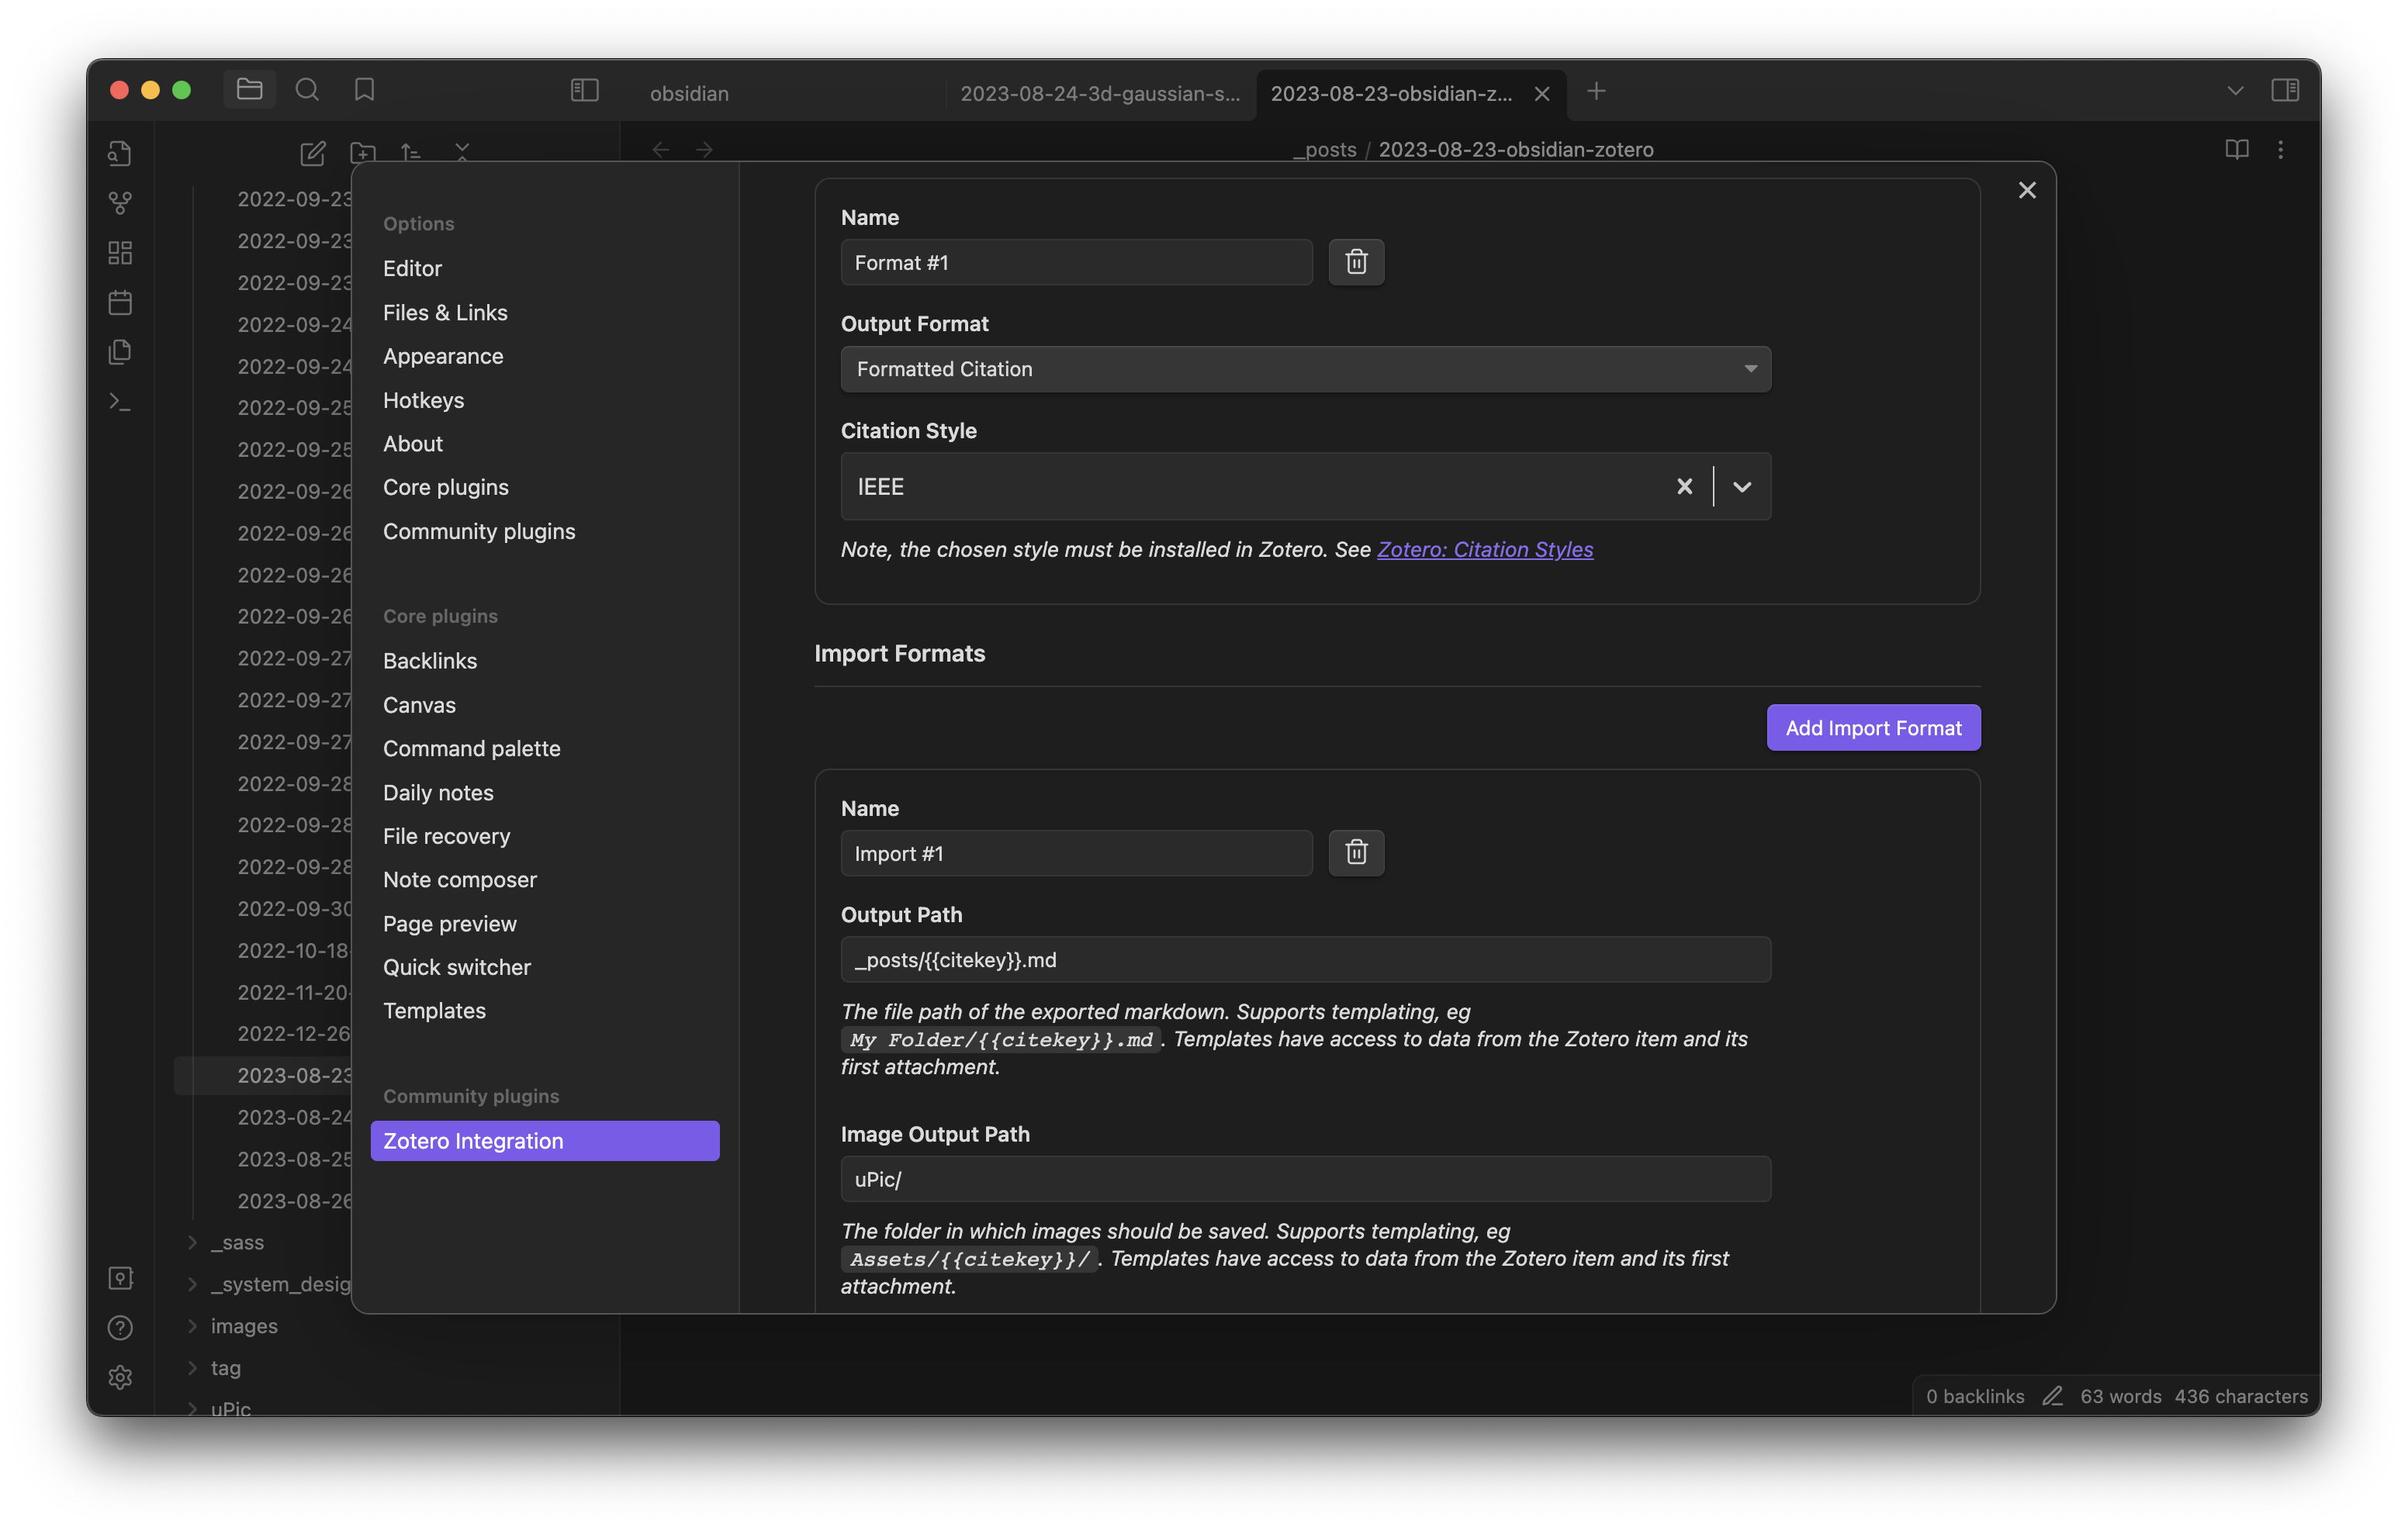 obsidian
2023-08-24-3d-gaussian-s...
2023-08-23-obsidian-z...
_posts / 2023-08-23-obsidian-zotero
2022-09-23
2022-09-23
2022-09-23
2022-09-24
2022-09-24
2022-09-25
2022-09-25
2022-09-26
2022-09-26
2022-09-26
2022-09-26
2022-09-27
2022-09-27
2022-09-27
2022-09-28
2022-09-28
2022-09-28
2022-09-30
2022-10-18-
2022-11-20-
2022-12-26
2023-08-23
2023-08-24
2023-08-25
2023-08-26
_sass
_system_desig
images
tag
uPic
Options
Editor
Files & Links
Appearance
Hotkeys
About
Core plugins
Community plugins
Core plugins
Backlinks
Canvas
Command palette
Daily notes
File recovery
Note composer
Page preview
Quick switcher
Templates
Community plugins
Zotero Integration
Name
Format #1
Output Format
Formatted Citation
Citation Style
IEEE
Note, the chosen style must be installed in Zotero. See Zotero: Citation Styles
Import Formats
Add Import Format
Name
Import #1
Output Path
_posts/{{citekey}}.md
The file path of the exported markdown. Supports templating, eg
My Folder/{{citekey}}.md. Templates have access to data from the Zotero item and its
first attachment.
Image Output Path
uPic/
The folder in which images should be saved. Supports templating, eg
Assets/{{citekey}}/. Templates have access to data from the Zotero item and its first
attachment.
0 backlinks 63 words 436 characters